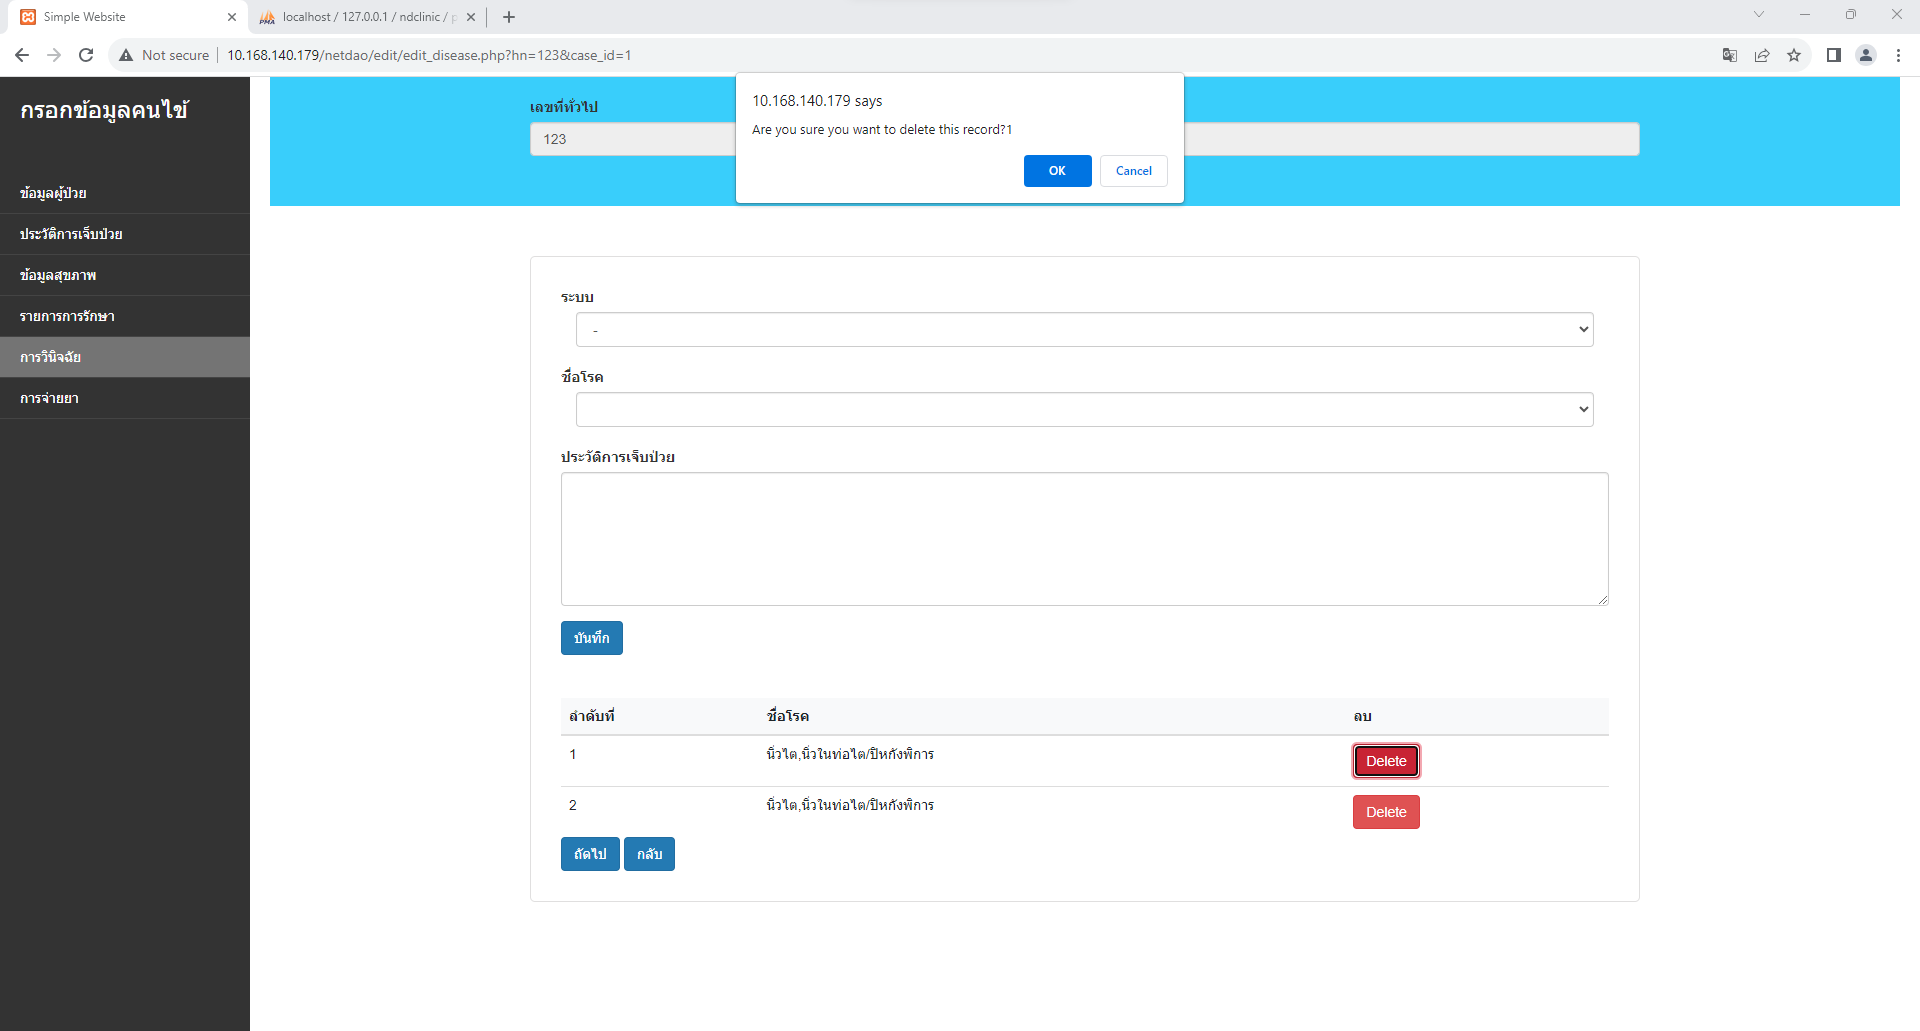 Simple Website
localhost / 127.0.0.1 / ndclinic / p
Not secure
10.168.140.179/netdao/edit/edit_disease.php?hn=123&case_id=1
กรอกข้อมูลคนไข้
ข้อมูลผู้ป่วย
ประวัติการเจ็บป่วย
ข้อมูลสุขภาพ
รายการการรักษา
การวินิจฉัย
การจ่ายยา
เลขที่ทั่วไป
123
10.168.140.179 says
Are you sure you want to delete this record?1
OK Cancel
ระบบ
-
ชื่อโรค
ประวัติการเจ็บป่วย
บันทึก
ลำดับที่ ชื่อโรค ลบ
1 นิ่วไต,นิ่วในท่อไต/ปิหกังพิการ Delete
2 นิ่วไต,นิ่วในท่อไต/ปิหกังพิการ Delete
ถัดไป กลับ